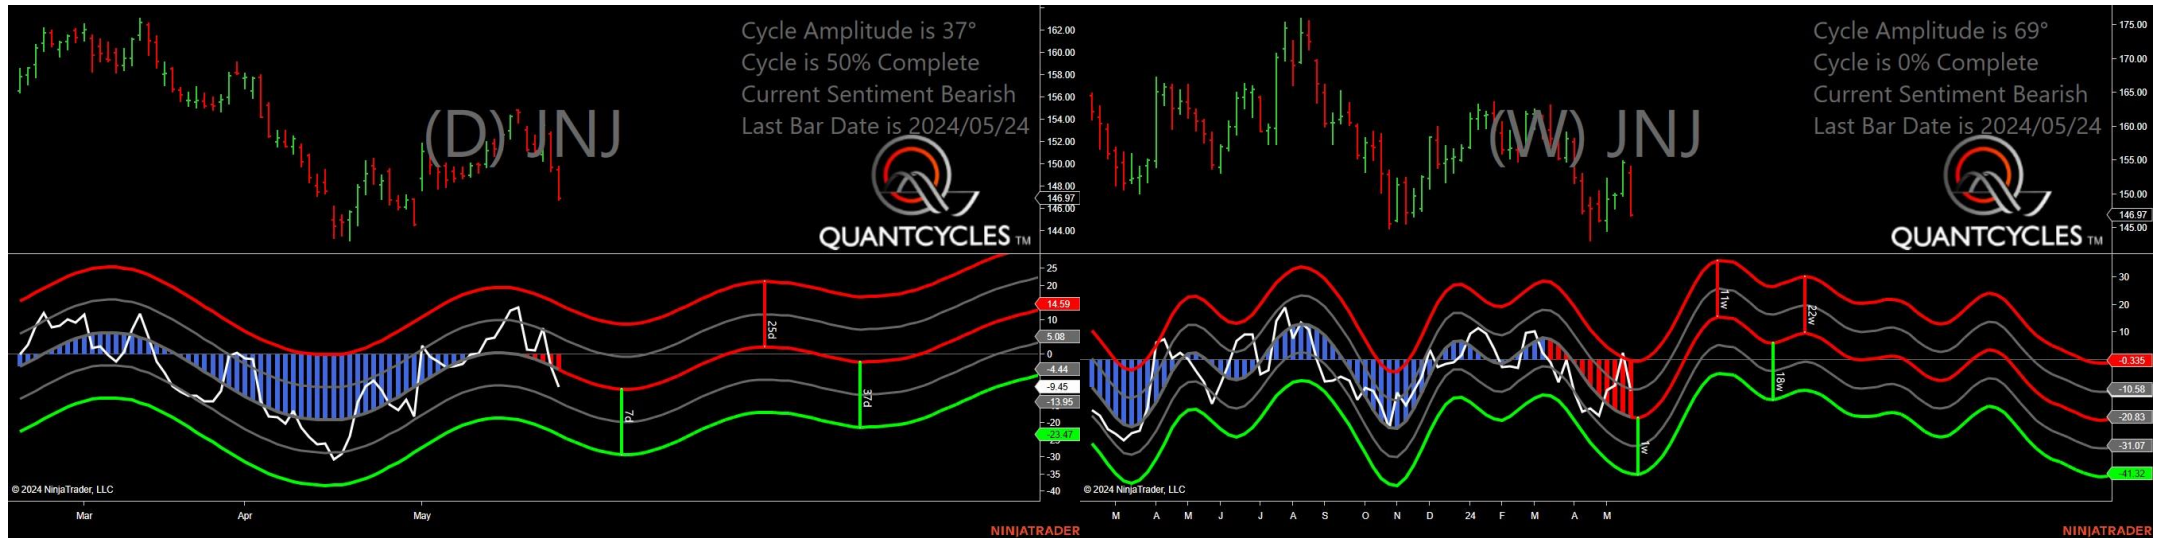 Cycle Amplitude is 37°
Cycle is 50% Complete
Current Sentiment Bearish
Last Bar Date is 2024/05/24
(D) JNJ
QUANTCYCLES TM
162.00
160.00
158.00
156.00
154.00
152.00
150.00
148.00
146.97
146.00
144.00
25
20
14.59
10
5.08
0
-4.44
-9.45
-13.95
-20
-23.47
-30
-35
-40
7d
25d
37d
© 2024 NinjaTrader, LLC
Mar Apr May
NINJATRADER
Cycle Amplitude is 69°
Cycle is 0% Complete
Current Sentiment Bearish
Last Bar Date is 2024/05/24
(W) JNJ
QUANTCYCLES TM
175.00
170.00
165.00
160.00
155.00
150.00
146.97
145.00
30
20
10
-0.335
-10.58
-20.83
-31.07
-41.32
1w
11w
18w
22w
© 2024 NinjaTrader, LLC
M A M J J A S O N D 24 F M A M
NINJATRADER